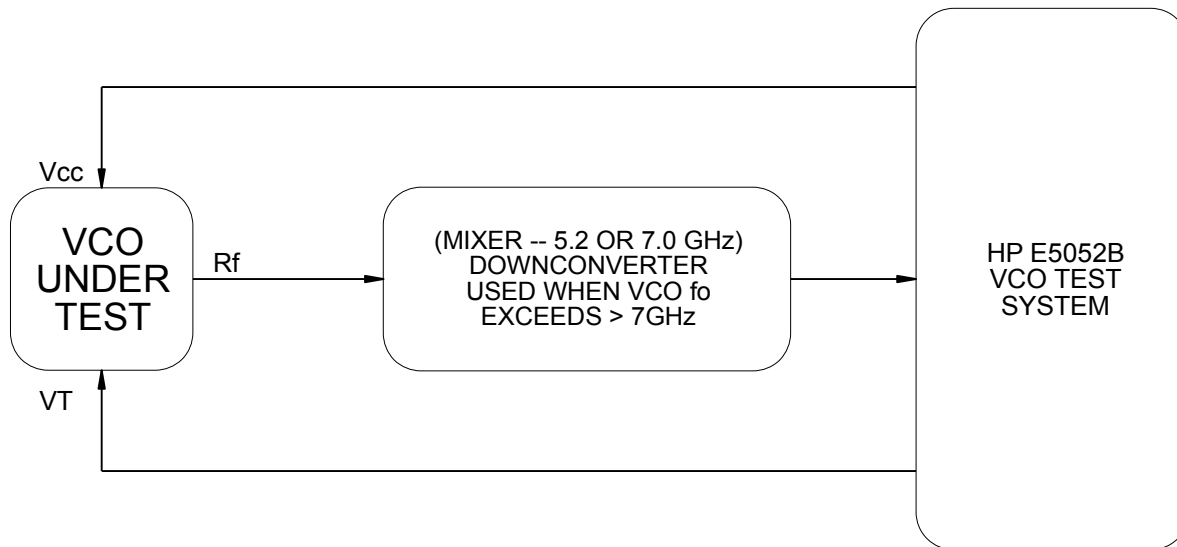 Vcc
VCO
UNDER
TEST
Rf
VT
(MIXER -- 5.2 OR 7.0 GHz)
DOWNCONVERTER
USED WHEN VCO fo
EXCEEDS > 7GHz
HP E5052B
VCO TEST
SYSTEM